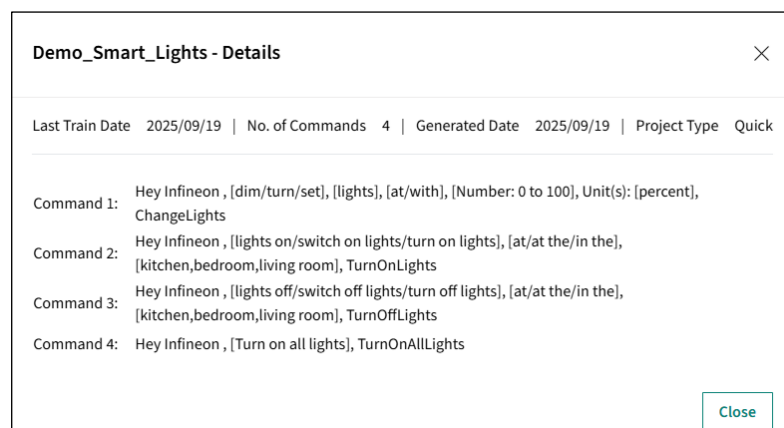 Demo_Smart_Lights - Details
Last Train Date 2025/09/19 | No. of Commands 4 | Generated Date 2025/09/19 | Project Type Quick
Command 1: Hey Infineon , [dim/turn/set], [lights], [at/with], [Number: 0 to 100], Unit(s): [percent],
ChangeLights
Command 2: Hey Infineon , [lights on/switch on lights/turn on lights], [at/at the/in the],
[kitchen,bedroom,living room], TurnOnLights
Command 3: Hey Infineon , [lights off/switch off lights/turn off lights], [at/at the/in the],
[kitchen,bedroom,living room], TurnOffLights
Command 4: Hey Infineon , [Turn on all lights], TurnOnAllLights
Close